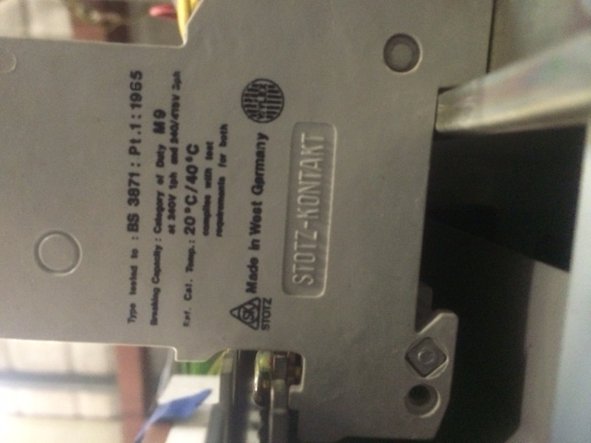 Type tested to : BS 3871: Pt.1:1965
Breaking Capacity: Category of Duty M9
at 240V 1ph and 240/415V 3ph
Ref. Cal. Temp.: 20°C/40°C
complies with test
requirements for both
SK
STOTZ
Made in West Germany
WYLEX
STOTZ-KONTAKT